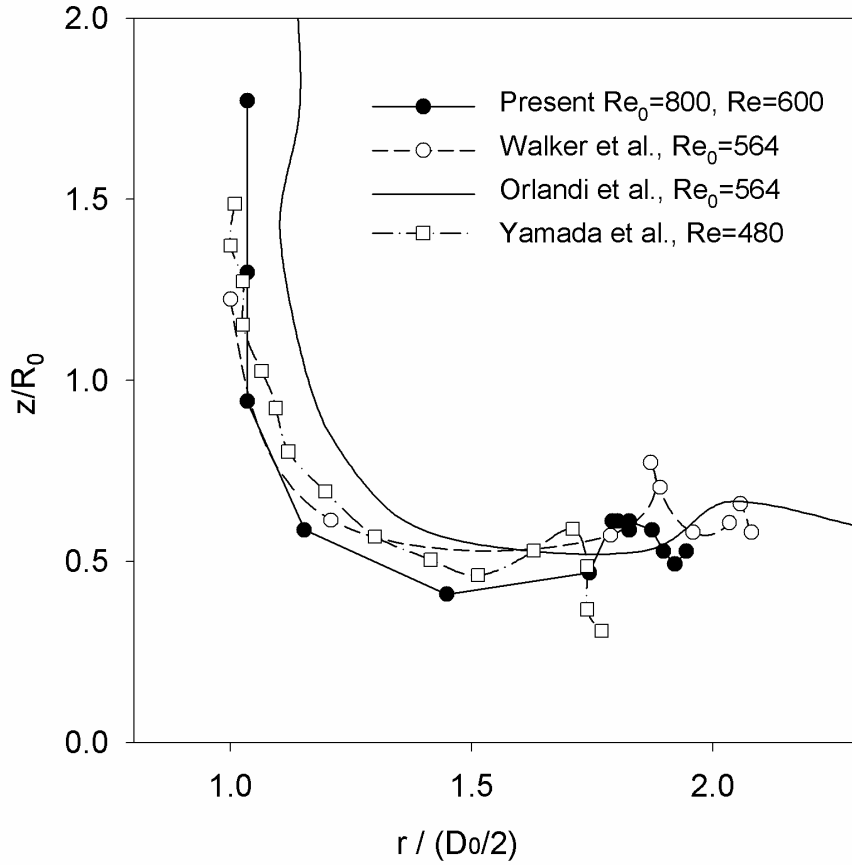 2.0
1.5
1.0
0.5
0.0
z/R0
Present Re0=800, Re=600
Walker et al., Re0=564
Orlandi et al., Re0=564
Yamada et al., Re=480
1.0 1.5 2.0
r / (D0/2)